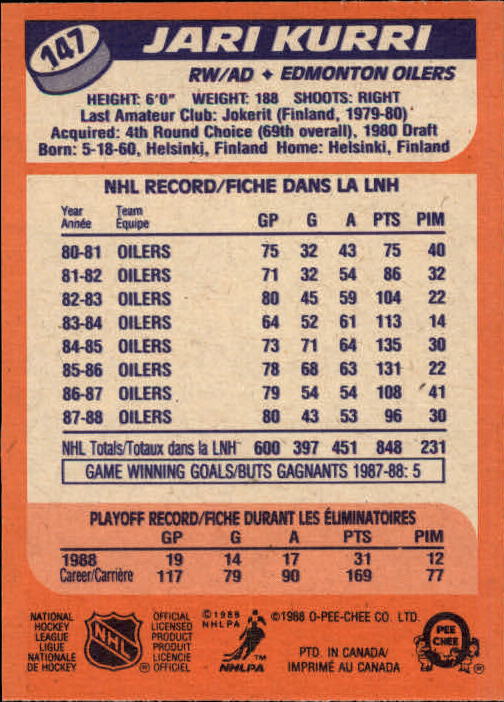 147
JARI KURRI
RW/AD ✦ EDMONTON OILERS
HEIGHT: 6'0" WEIGHT: 188 SHOOTS: RIGHT
Last Amateur Club: Jokerit (Finland, 1979-80)
Acquired: 4th Round Choice (69th overall), 1980 Draft
Born: 5-18-60, Helsinki, Finland Home: Helsinki, Finland
NHL RECORD/FICHE DANS LA LNH
Year Team
Année Équipe GP G A PTS PIM
80-81 OILERS 75 32 43 75 40
81-82 OILERS 71 32 54 86 32
82-83 OILERS 80 45 59 104 22
83-84 OILERS 64 52 61 113 14
84-85 OILERS 73 71 64 135 30
85-86 OILERS 78 68 63 131 22
86-87 OILERS 79 54 54 108 41
87-88 OILERS 80 43 53 96 30
NHL Totals/Totaux dans la LNH 600 397 451 848 231
GAME WINNING GOALS/BUTS GAGNANTS 1987-88: 5
PLAYOFF RECORD/FICHE DURANT LES ÉLIMINATOIRES
GP G A PTS PIM
1988 19 14 17 31 12
Career/Carrière 117 79 90 169 77
NATIONAL
HOCKEY
LEAGUE
LIGUE
NATIONALE
DE HOCKEY
NHL
®
OFFICIAL
LICENSED
PRODUCT
PRODUIT
LICENCIE
OFFICIEL
©1988
NHLPA
TM
NHLPA
©1988 O-PEE-CHEE CO. LTD.
PTD. IN CANADA/
IMPRIMÉ AU CANADA
O
PEE
CHEE
®